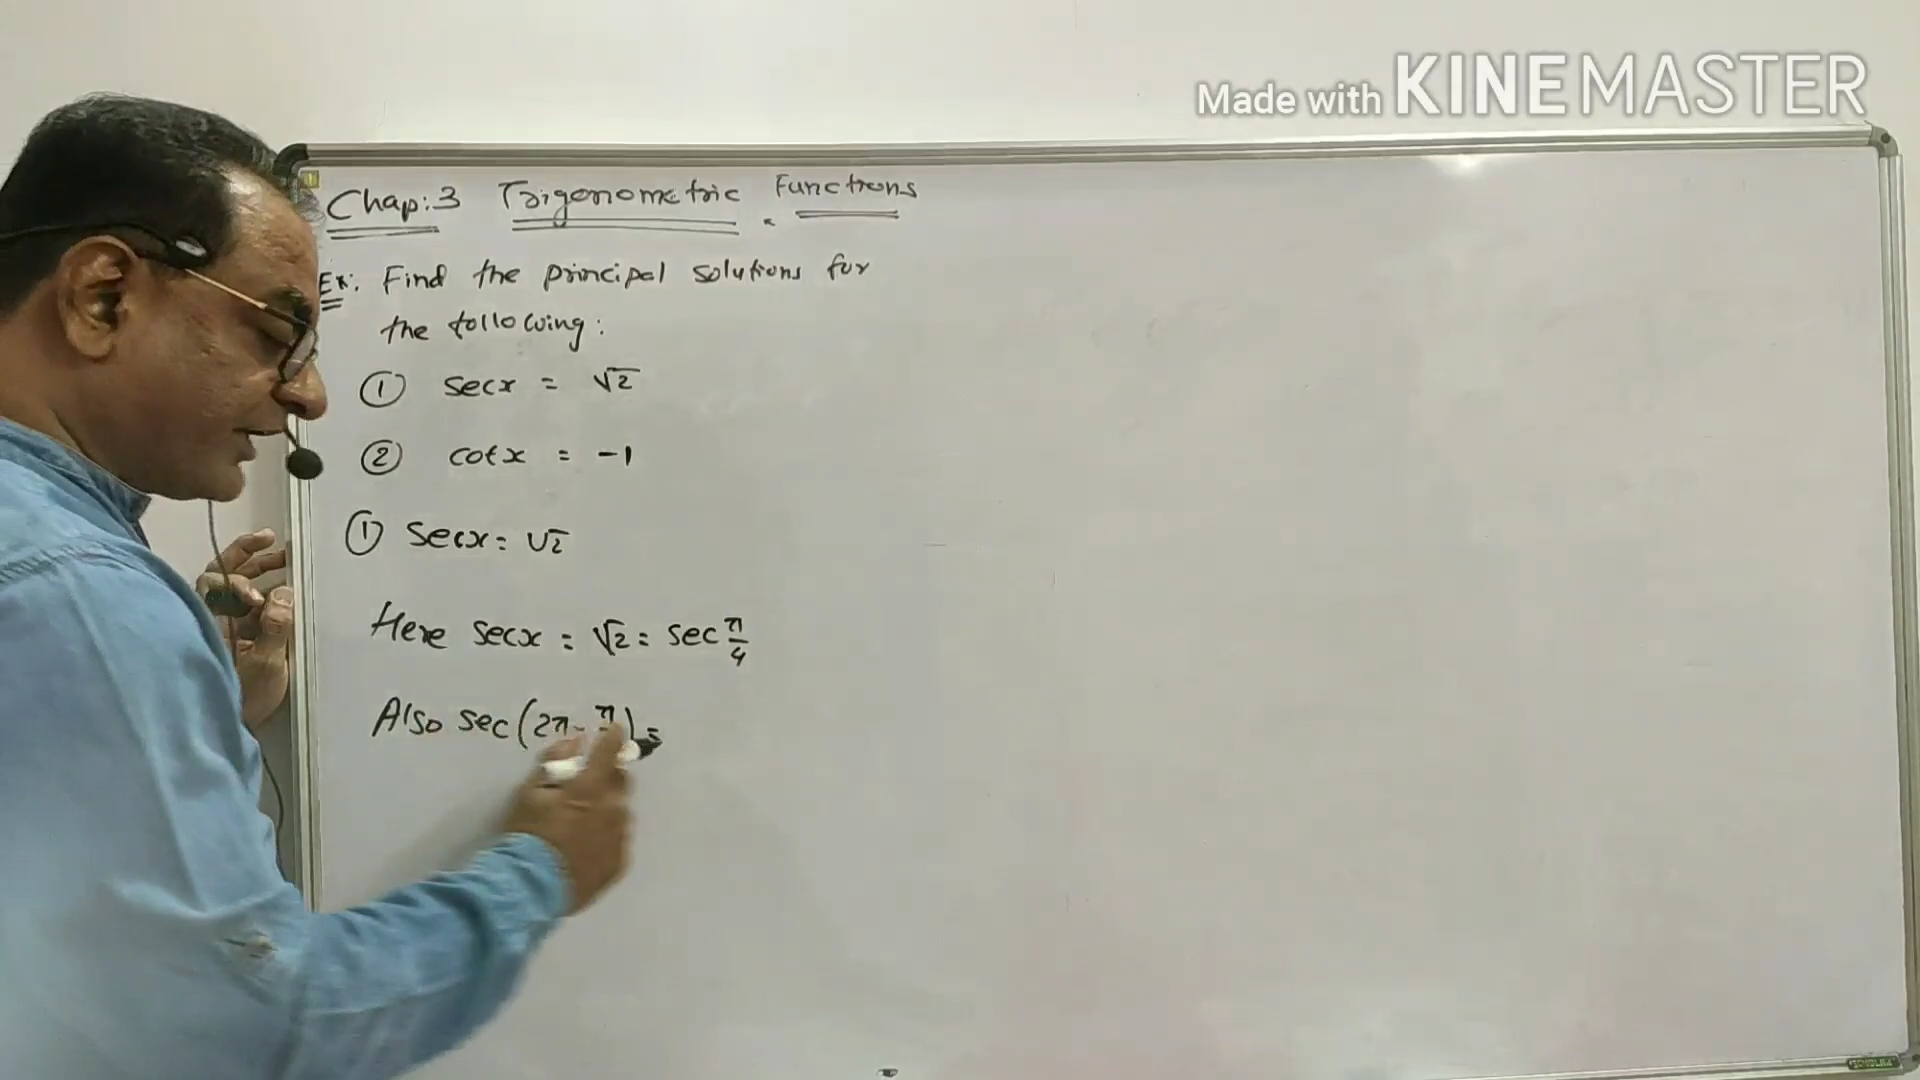 Made with KINEMASTER
Chap:3 Trigonometric Functions
Ex: Find the principal solutions for
the following:
① secx = √2
② cotx = -1
① secx = √2
Here secx = √2 = sec π/4
Also sec(2π - π/
) =